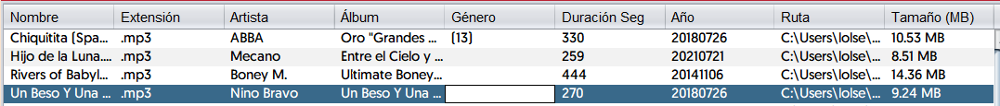 Nombre Extensión Artista Álbum Género Duración Seg Año Ruta Tamaño (MB)
Chiquitita (Spa... .mp3 ABBA Oro "Grandes ... (13) 330 20180726 C:\Users\lolse\... 10.53 MB
Hijo de la Luna... .mp3 Mecano Entre el Cielo y ... 259 20210721 C:\Users\lolse\... 8.51 MB
Rivers of Babyl... .mp3 Boney M. Ultimate Boney... 444 20141106 C:\Users\lolse\... 14.36 MB
Un Beso Y Una ... .mp3 Nino Bravo Un Beso Y Una ... 270 20180726 C:\Users\lolse\... 9.24 MB